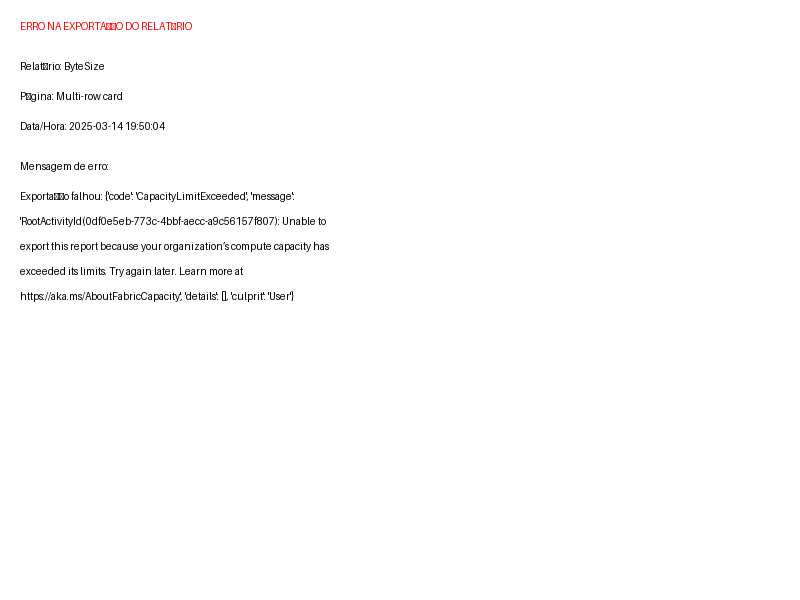 ERRO NA EXPORTA▯▯O DO RELAT▯RIO
Relat▯rio: ByteSize
P▯gina: Multi-row card
Data/Hora: 2025-03-14 19:50:04
Mensagem de erro:
Exporta▯▯o falhou: {'code': 'CapacityLimitExceeded', 'message':
'RootActivityId(0df0e5eb-773c-4bbf-aecc-a9c56157f807): Unable to
export this report because your organization’s compute capacity has
exceeded its limits. Try again later. Learn more at
https://aka.ms/AboutFabricCapacity', 'details': [], 'culprit': 'User'}